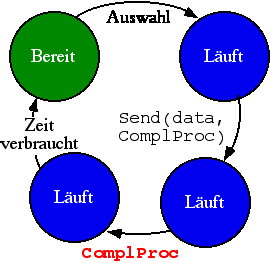 Auswahl
Bereit
Läuft
Send(data,
ComplProc)
Zeit
verbraucht
Läuft
Läuft
ComplProc